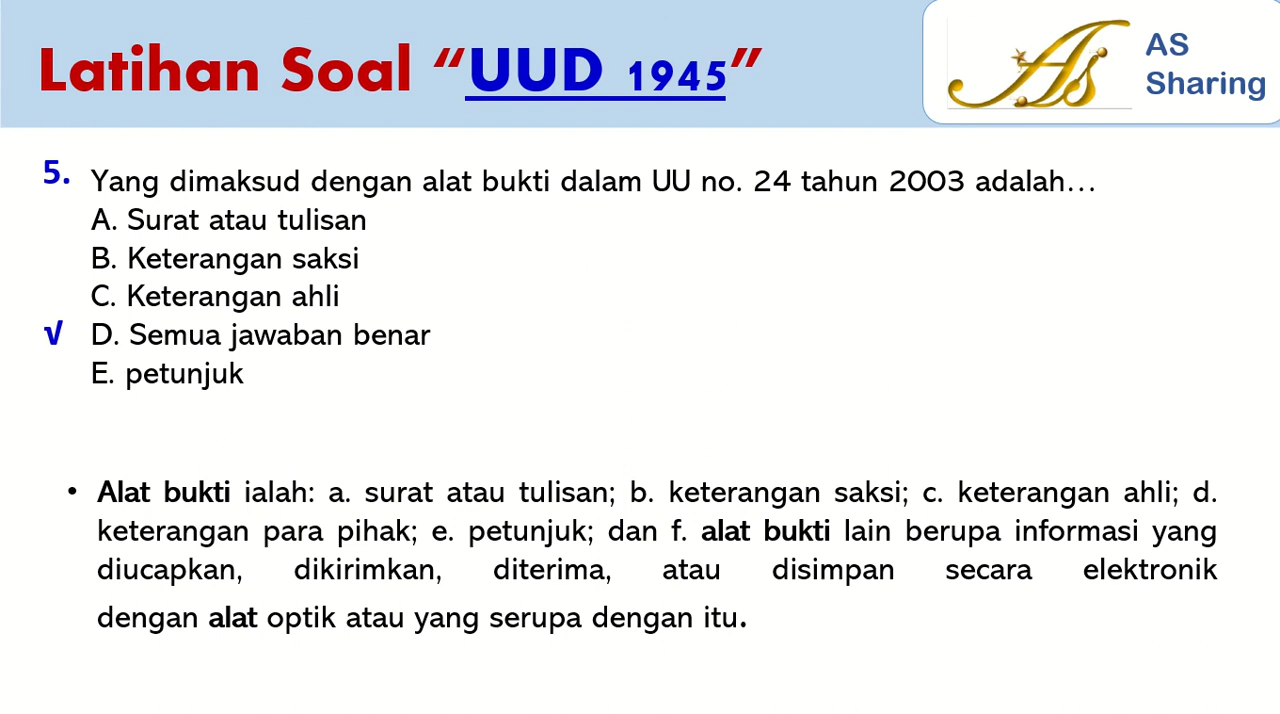 Latihan Soal “UUD 1945”
As
AS
Sharing
5. Yang dimaksud dengan alat bukti dalam UU no. 24 tahun 2003 adalah…
A. Surat atau tulisan
B. Keterangan saksi
C. Keterangan ahli
√ D. Semua jawaban benar
E. petunjuk
• Alat bukti ialah: a. surat atau tulisan; b. keterangan saksi; c. keterangan ahli; d.
keterangan para pihak; e. petunjuk; dan f. alat bukti lain berupa informasi yang
diucapkan, dikirimkan, diterima, atau disimpan secara elektronik
dengan alat optik atau yang serupa dengan itu.